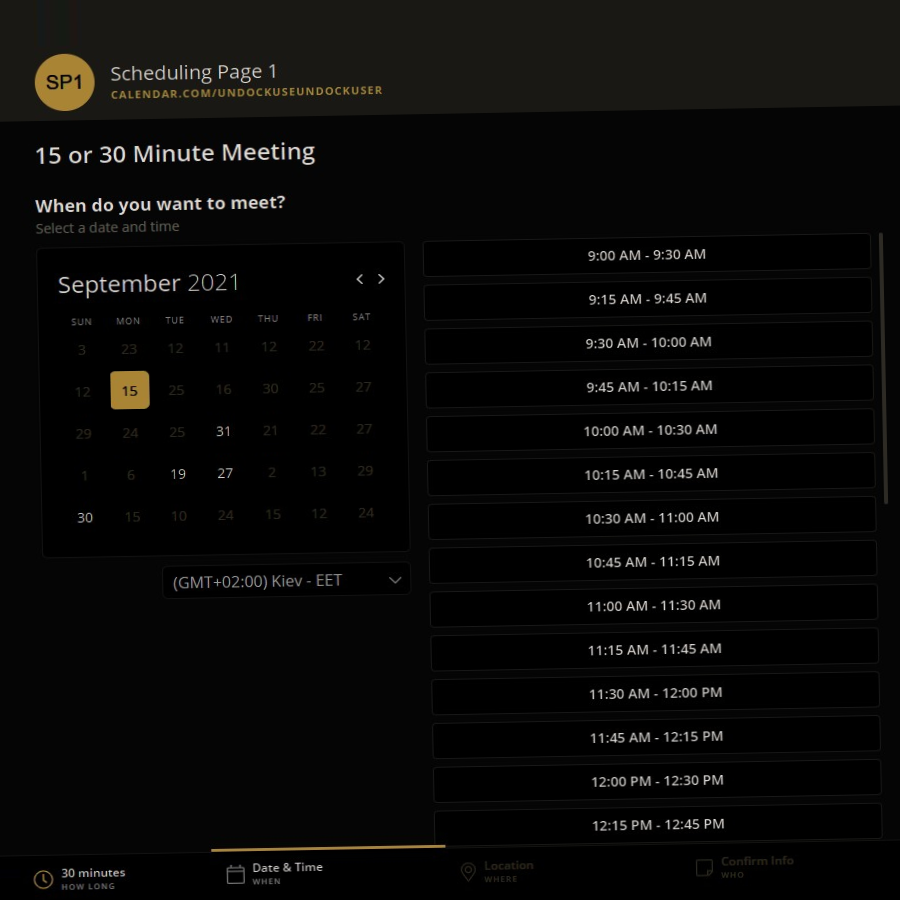 SP1
Scheduling Page 1
CALENDAR.COM/UNDOCKUSEUNDOCKUSER
15 or 30 Minute Meeting
When do you want to meet?
Select a date and time
September 2021
SUN MON TUE WED THU FRI SAT
3 23 12 11 12 22 12
12 15 25 16 30 25 27
29 24 25 31 21 22 27
1 6 19 27 2 13 29
30 15 10 24 15 12 24
(GMT+02:00) Kiev - EET
9:00 AM - 9:30 AM
9:15 AM - 9:45 AM
9:30 AM - 10:00 AM
9:45 AM - 10:15 AM
10:00 AM - 10:30 AM
10:15 AM - 10:45 AM
10:30 AM - 11:00 AM
10:45 AM - 11:15 AM
11:00 AM - 11:30 AM
11:15 AM - 11:45 AM
11:30 AM - 12:00 PM
11:45 AM - 12:15 PM
12:00 PM - 12:30 PM
12:15 PM - 12:45 PM
30 minutes
HOW LONG
Date & Time
WHEN
Location
WHERE
Confirm Info
WHO